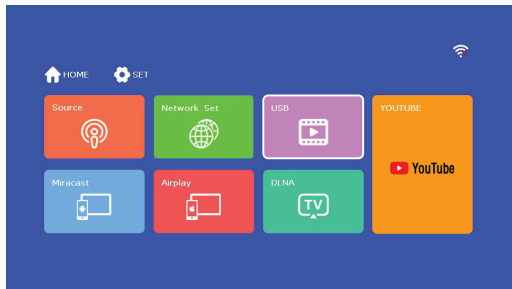 HOME SET
Source Network Set USB YOUTUBE
YouTube
Miracast Airplay DLNA
TV